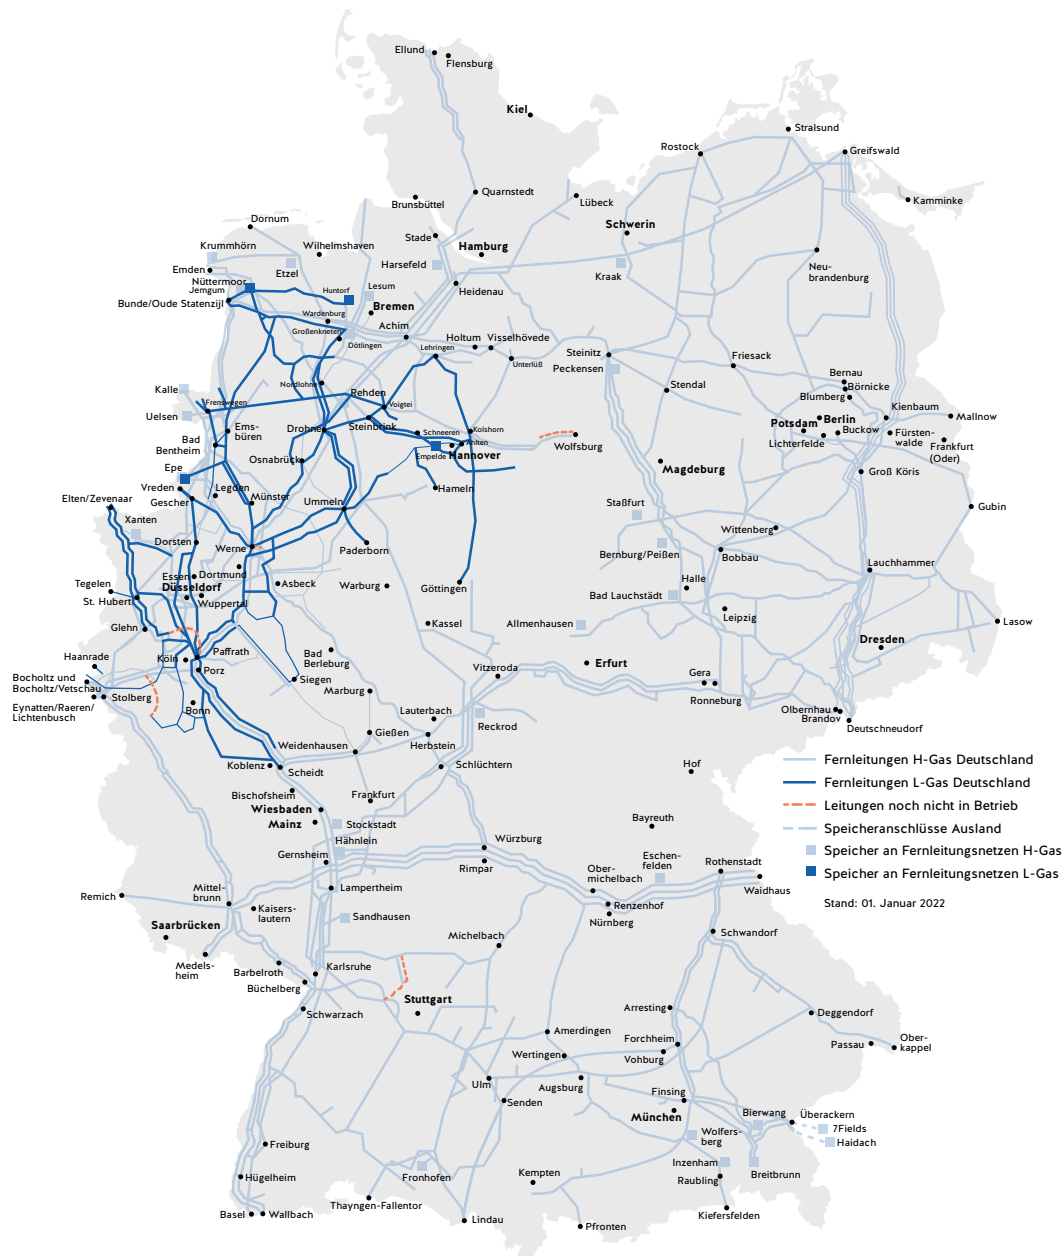 Ellund
Flensburg
Kiel
Stralsund
Rostock
Greifswald
Quarnstedt
Brunsbüttel
Lübeck
Kamminke
Dornum
Schwerin
Stade
Krummhörn
Wilhelmshaven
Hamburg
Harsefeld
Emden
Etzel
Kraak
Neu-
brandenburg
Nüttermoor
Jemgum
Huntorf
Lesum
Heidenau
Bunde/Oude Statenzijl
Bremen
Wardenburg
Großenkneten
Achim
Dötlingen
Holtum
Visselhövede
Lehringen
Unterlüß
Steinitz
Peckensen
Friesack
Nordlohne
Stendal
Bernau
Börnicke
Blumberg
Kalle
Rehden
Frenswegen
Voigtei
Uelsen
Kienbaum
Mallnow
Potsdam
Berlin
Ems-
büren
Drohne
Steinbrink
Schneeren
Kolshorn
Buckow
Lichterfelde
Fürsten-
walde
Frankfurt
(Oder)
Bad
Bentheim
Ahlten
Empelde
Hannover
Wolfsburg
Osnabrück
Magdeburg
Groß Köris
Epe
Vreden
Legden
Hameln
Elten/Zevenaar
Gescher
Münster
Ummeln
Staßfurt
Gubin
Xanten
Wittenberg
Dorsten
Werne
Paderborn
Bernburg/Peißen
Bobbau
Lauchhammer
Essen
Dortmund
Tegelen
Düsseldorf
Asbeck
Warburg
Göttingen
Halle
Bad Lauchstädt
St. Hubert
Wuppertal
Leipzig
Glehn
Kassel
Allmenhausen
Lasow
Dresden
Haanrade
Köln
Paffrath
Bad
Berleburg
Porz
Vitzeroda
Erfurt
Bocholtz und
Bocholtz/Vetschau
Siegen
Gera
Marburg
Ronneburg
Stolberg
Eynatten/Raeren/
Lichtenbusch
Bonn
Lauterbach
Reckrod
Olbernhau
Brandov
Deutschneudorf
Gießen
Weidenhausen
Herbstein
Koblenz
Scheidt
Schlüchtern
Hof
Fernleitungen H-Gas Deutschland
Fernleitungen L-Gas Deutschland
Leitungen noch nicht in Betrieb
Speicheranschlüsse Ausland
Speicher an Fernleitungsnetzen H-Gas
Speicher an Fernleitungsnetzen L-Gas
Stand: 01. Januar 2022
Bischofsheim
Frankfurt
Wiesbaden
Mainz
Stockstadt
Bayreuth
Hähnlein
Würzburg
Gernsheim
Rimpar
Eschen-
felden
Ober-
michelbach
Rothenstadt
Waidhaus
Lampertheim
Remich
Mittel-
brunn
Kaisers-
lautern
Sandhausen
Renzenhof
Nürnberg
Saarbrücken
Michelbach
Schwandorf
Medels-
heim
Barbelroth
Karlsruhe
Büchelberg
Stuttgart
Schwarzach
Arresting
Deggendorf
Amerdingen
Forchheim
Passau
Ober-
kappel
Wertingen
Vohburg
Ulm
Augsburg
Senden
Finsing
München
Bierwang
Überackern
7Fields
Haidach
Wolfers-
berg
Freiburg
Inzenham
Breitbrunn
Hügelheim
Fronhofen
Kempten
Raubling
Thayngen-Fallentor
Basel
Wallbach
Lindau
Pfronten
Kiefersfelden